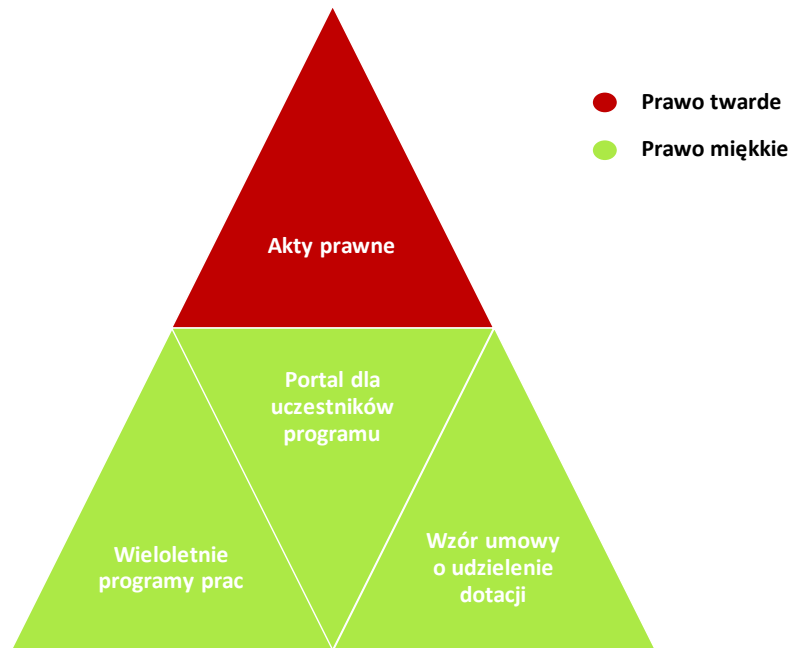 Prawo twarde
Prawo miękkie
Akty prawne
Portal dla
uczestników
programu
Wieloletnie
programy prac
Wzór umowy
o udzielenie
dotacji